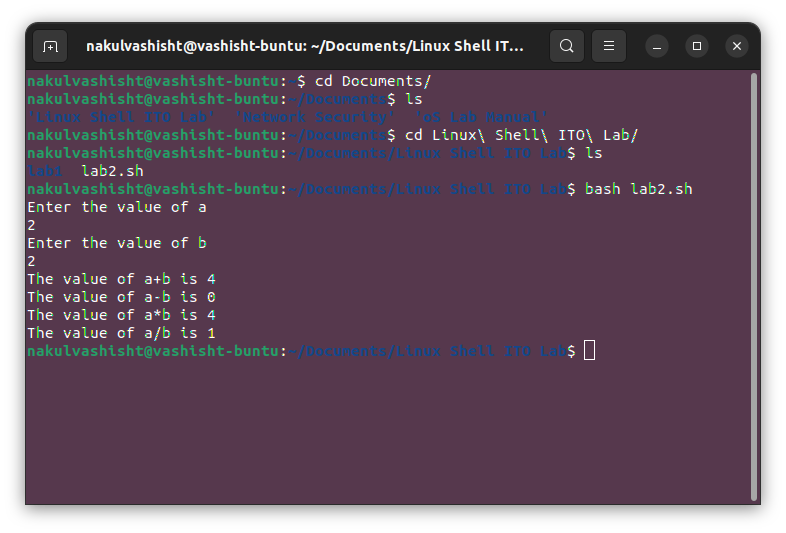 nakulvashisht@vashisht-buntu: ~/Documents/Linux Shell IT...
nakulvashisht@vashisht-buntu:~$ cd Documents/
nakulvashisht@vashisht-buntu:~/Documents$ ls
'Linux Shell ITO Lab'  'Network Security'  'oS Lab Manual'
nakulvashisht@vashisht-buntu:~/Documents$ cd Linux\ Shell\ ITO\ Lab/
nakulvashisht@vashisht-buntu:~/Documents/Linux Shell ITO Lab$ ls
Lab1  lab2.sh
nakulvashisht@vashisht-buntu:~/Documents/Linux Shell ITO Lab$ bash lab2.sh
Enter the value of a
2
Enter the value of b
2
The value of a+b is 4
The value of a-b is 0
The value of a*b is 4
The value of a/b is 1
nakulvashisht@vashisht-buntu:~/Documents/Linux Shell ITO Lab$